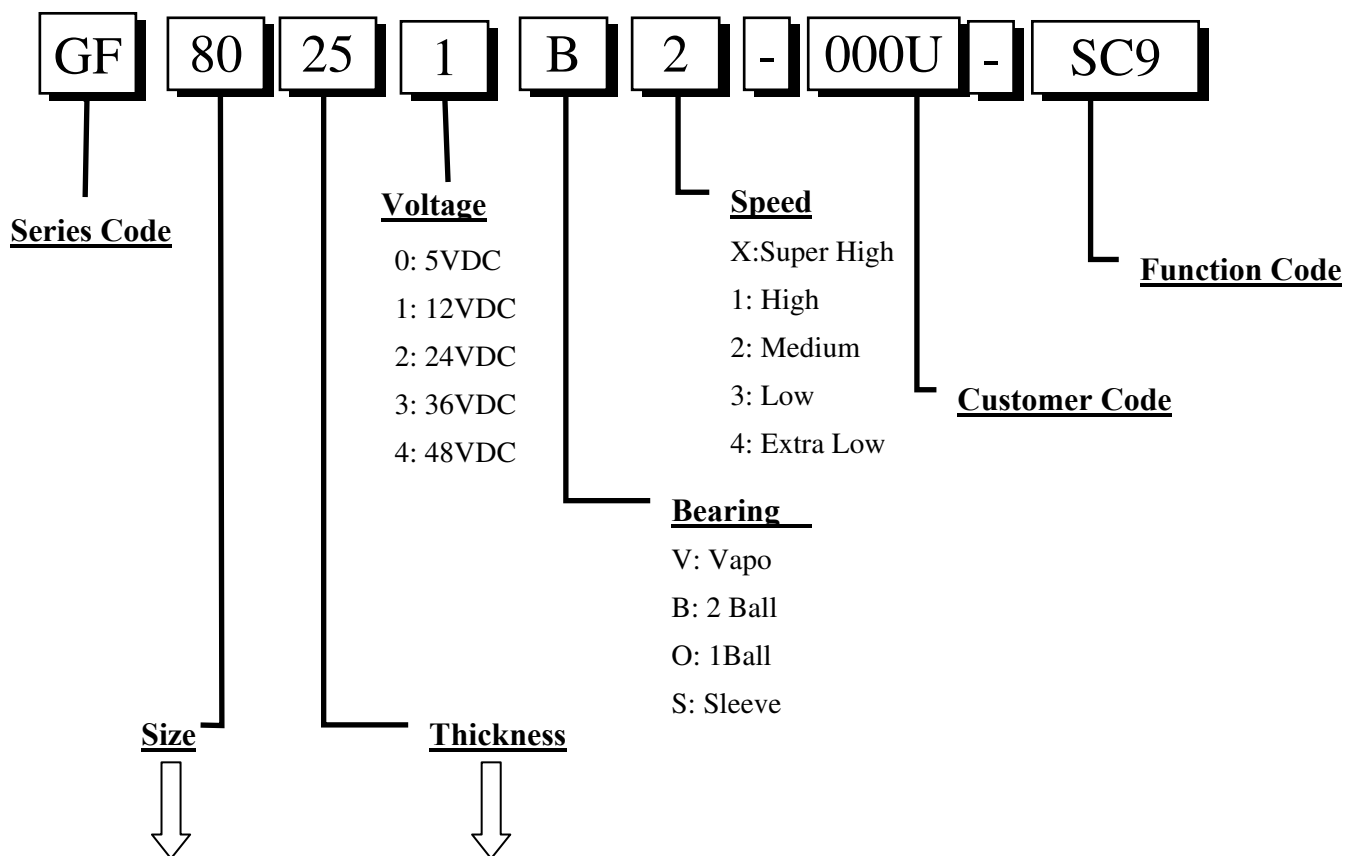 GF 80 25 1 B 2 - 000U - SC9
Series Code
Voltage
0: 5VDC
1: 12VDC
2: 24VDC
3: 36VDC
4: 48VDC
Speed
X:Super High
1: High
2: Medium
3: Low
4: Extra Low
Function Code
Customer Code
Bearing
V: Vapo
B: 2 Ball
O: 1Ball
S: Sleeve
Size
Thickness